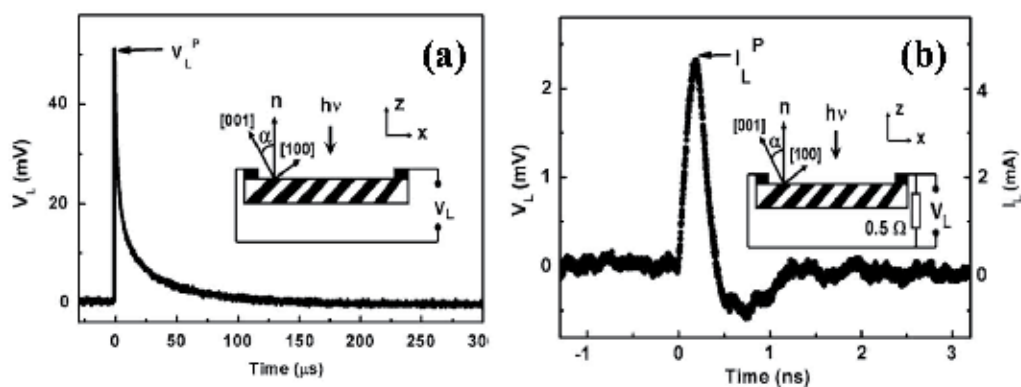 (a)
V_L^P
V_L (mV)
40
20
0
n
hν
z
x
[001]
α
[100]
V_L
0
50
100
150
200
250
300
Time (μs)
(b)
I_L^P
V_L (mV)
2
1
0
I_L (mA)
4
2
0
n
hν
z
x
[001]
α
[100]
0.5 Ω
V_L
-1
0
1
2
3
Time (ns)